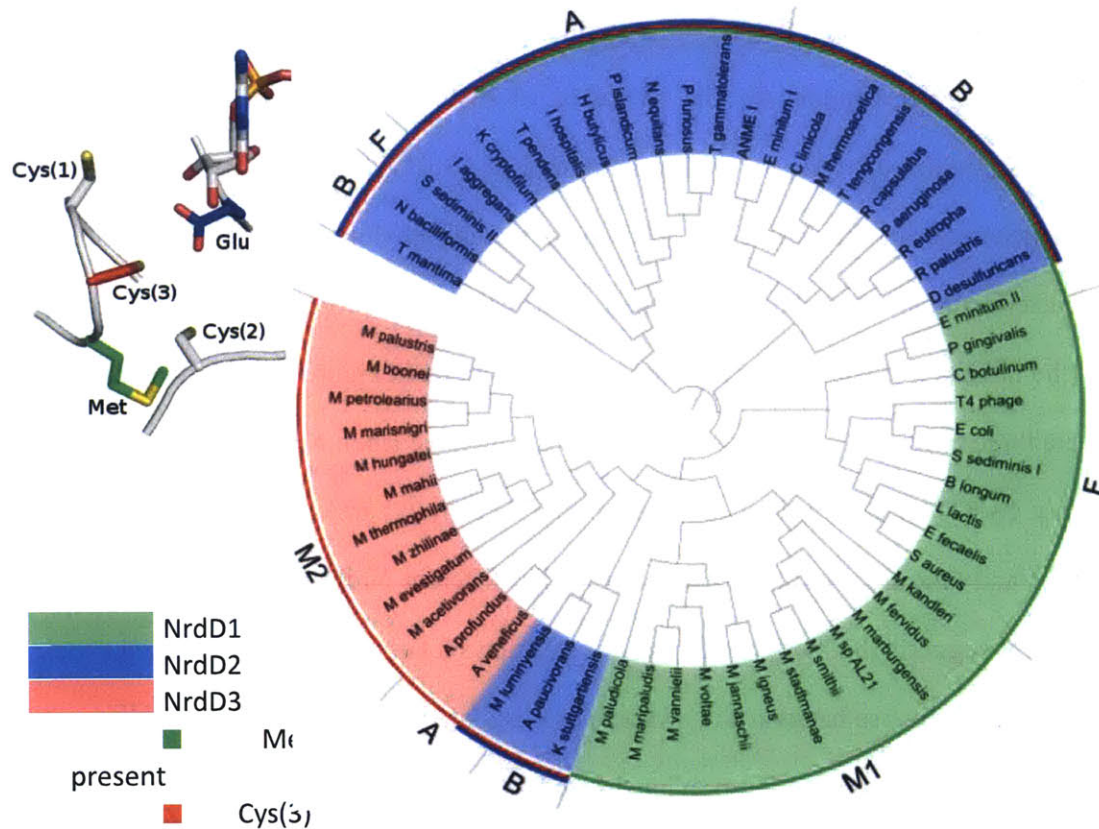 Cys(1)
Glu
Cys(3)
Cys(2)
Met
NrdD1
NrdD2
NrdD3
present
A
B
F
B
T maritima
N bacilliformis
S sediminis II
I aggregans
K cryptofilum
T pendens
I hospitalis
H butylicus
P islandicum
N equitans
P furiosus
T gammatolerans
ANME I
E minitum I
C limicola
M thermoscetica
T tengcongensis
R capsulatus
P aeruginosa
R eutropha
R palustris
D desulfuricans
E minitum II
P gingivalis
C botulinum
T4 phage
E coli
S sediminis I
B longum
L lactis
E fecaelis
S aureus
M kandleri
M fervidus
M marburgensis
M sp AL21
M smithii
M stadtmanae
M igneus
M jannaschii
M voltae
M vannielii
M maripaludis
M paludicola
K stuttgartiensis
A paucivorans
M luminyensis
A veneficus
A profundus
M acetivorans
M evestigatum
M zhilinae
M thermophila
M mahii
M hungatei
M marisnigri
M petrolearius
M boonei
M palustris
F
M1
B
A
M2